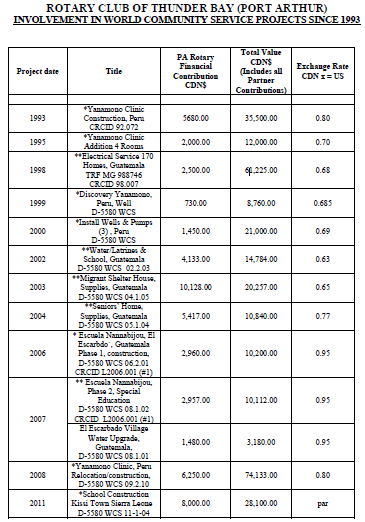 ROTARY CLUB OF THUNDER BAY (PORT ARTHUR)
INVOLVEMENT IN WORLD COMMUNITY SERVICE PROJECTS SINCE 1993
Project date
Title
PA Rotary
Financial
Contribution
CDN$
Total Value
CDN$
(Includes all
Partner
Contributions)
Exchange Rate
CDN x = US
1993
*Yanamono Clinic
Construction, Peru
CRCID 92.072
5680.00
35,500.00
0.80
1995
*Yanamono Clinic
Addition 4 Rooms
2,000.00
12,000.00
0.70
1998
**Electrical Service 170
Homes, Guatemala
TRF MG 988746
CRCID 98.007
2,500.00
0.68
1999
*Discovery Yanamono,
Peru, Well
D-5580 WCS
730.00
8,760.00
0.685
2000
*Install Wells & Pumps
(3) , Peru
D-5580 WCS
1,450.00
21,000.00
0.69
2002
**Water/Latrines &
School, Guatemala
D-5580 WCS 02.2.03
4,133.00
14,784.00
0.63
2003
**Migrant Shelter House,
Supplies, Guatemala
D-5580 WCS 04.1.05
10,128.00
20,257.00
0.65
2004
**Seniors' Home,
Supplies, Guatemala
D-5580 WCS 05.1.04
5,417.00
10,840.00
0.77
2006
* Escuela Nannabijou, El
Escarbdo', Guatemala
Phase 1, construction,
D-5580 WCS 06.2.01
CRCID L2006.001 (#1)
2,960.00
10,200.00
0.95
2007
** Escuela Nannabijou,
Phase 2, Special
Education
D-5580 WCS 08.1.02
CRCID L2006.001 (#1)
2,957.00
10,112.00
0.95
El Escarbado Village
Water Upgrade,
Guatemala,
D-5580 WCS 08.1.01
1,480.00
3,180.00
0.95
2008
*Yanamono Clinic, Peru
Relocation/construction,
D-5580 WCS 09.2.10
6,250.00
74,133.00
0.80
2011
*School Construction
Kissi Town Sierra Leone
D-5580 WCS 11-1-04
8,000.00
28,100.00
par